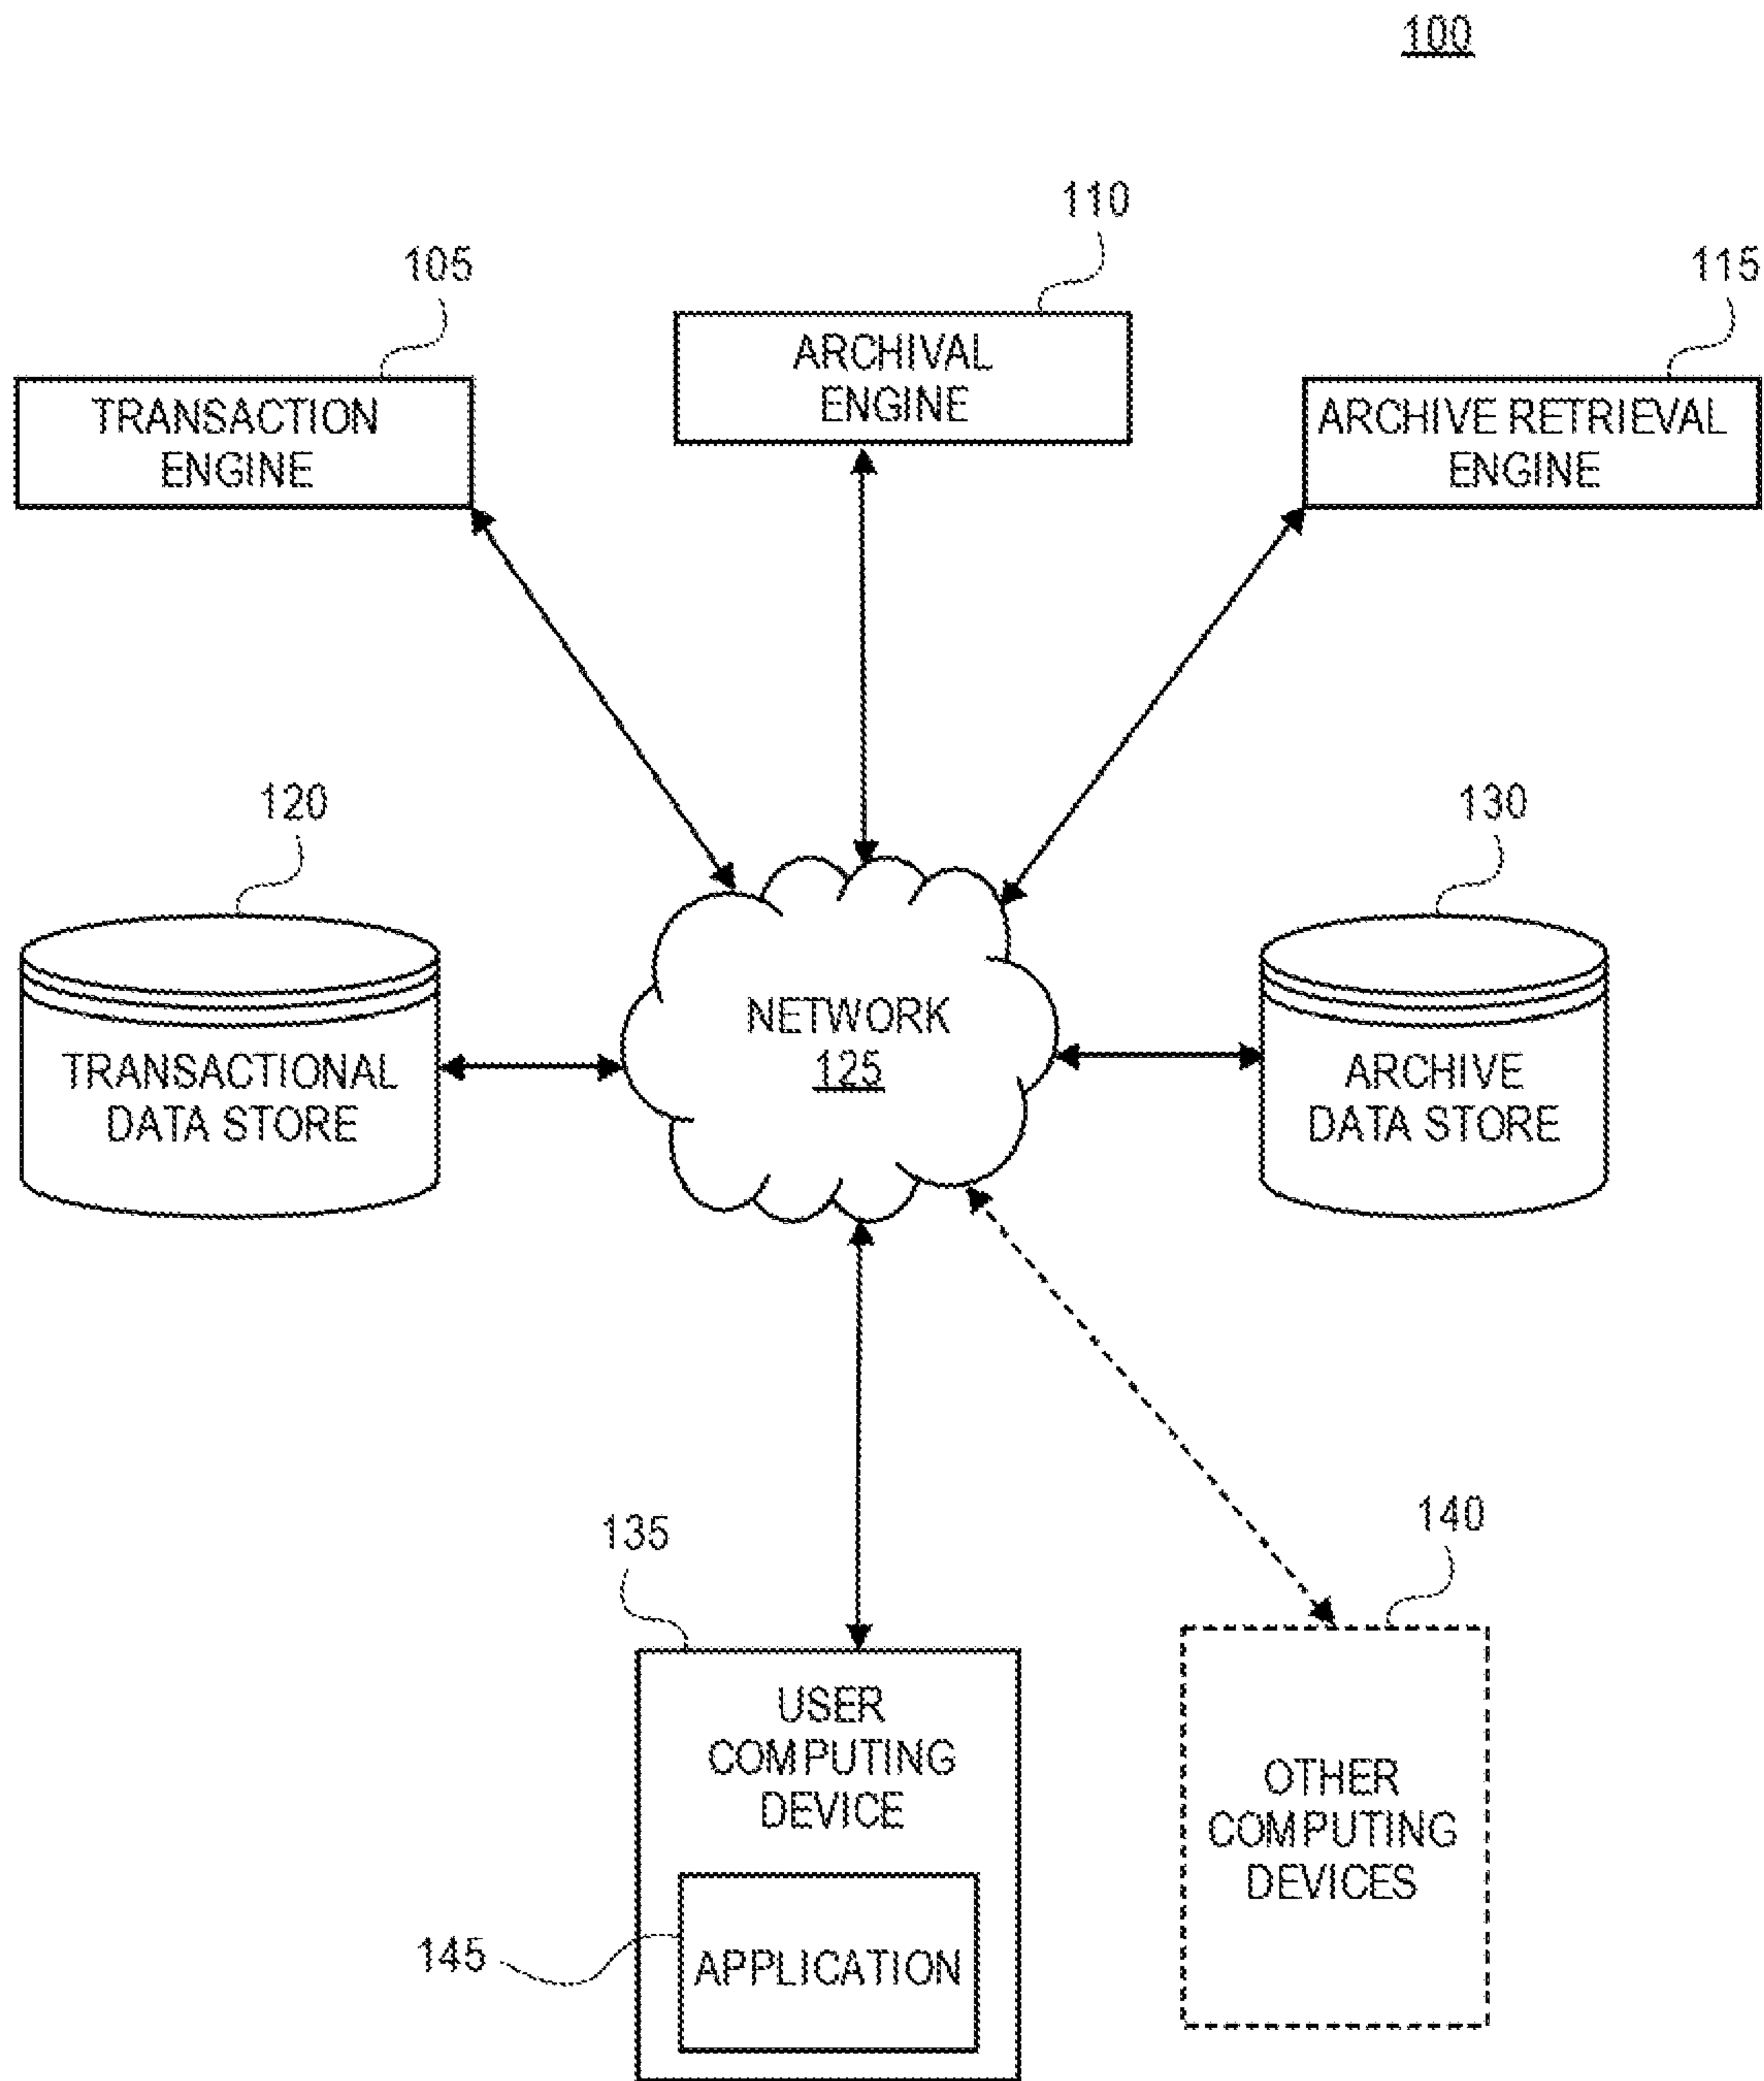 100
110
105
115
ARCHIVAL
ENGINE
TRANSACTION
ENGINE
ARCHIVE RETRIEVAL
ENGINE
120
130
NETWORK
125
TRANSACTIONAL
DATA STORE
ARCHIVE
DATA STORE
135
140
USER
COMPUTING
DEVICE
OTHER
COMPUTING
DEVICES
145
APPLICATION